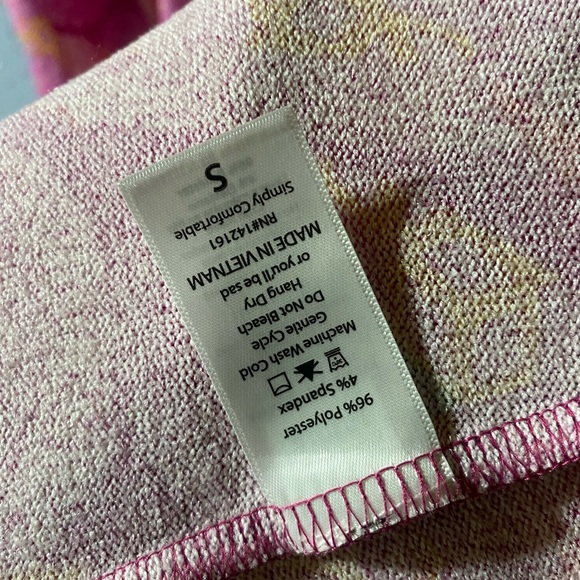 96% Polyester
4% Spandex
Machine Wash Cold
Gentle Cycle
Do Not Bleach
Hang Dry
or you'll be sad
MADE IN VIETNAM
RN#142161
Simply Comfortable
S